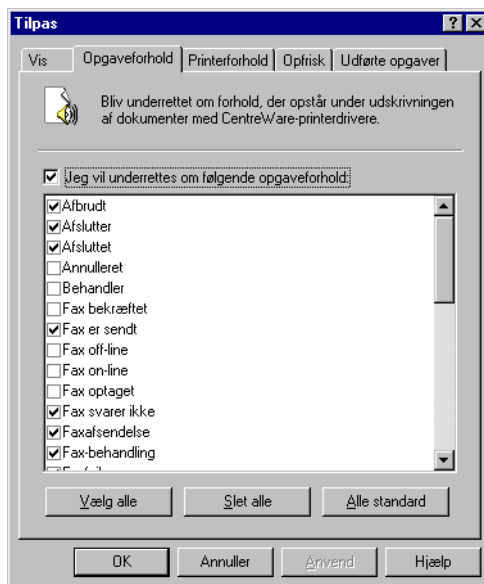 Tilpas
Vis
Opgaveforhold
Printerforhold
Opfrisk
Udførte opgaver
Bliv underrettet om forhold, der opstår under udskrivningen
af dokumenter med CentreWare-printerdrivere.
Jeg vil underrettes om følgende opgaveforhold:
Afbrudt
Afslutter
Afsluttet
Annulleret
Behandler
Fax bekræftet
Fax er sendt
Fax off-line
Fax on-line
Fax optaget
Fax svarer ikke
Faxafsendelse
Fax-behandling
Vælg alle
Slet alle
Alle standard
OK
Annuller
Anvend
Hjælp